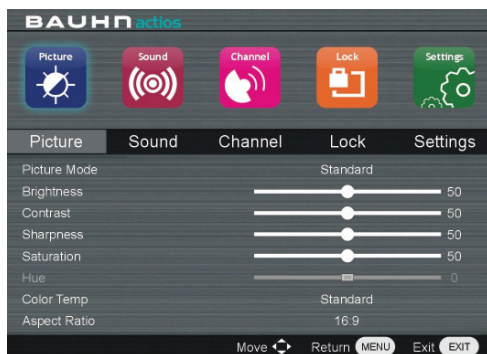 BAUHN actios
Picture Sound Channel Lock Settings
Picture Sound Channel Lock Settings
Picture Mode Standard
Brightness 50
Contrast 50
Sharpness 50
Saturation 50
Hue 0
Color Temp Standard
Aspect Ratio 16:9
Move Return MENU Exit EXIT